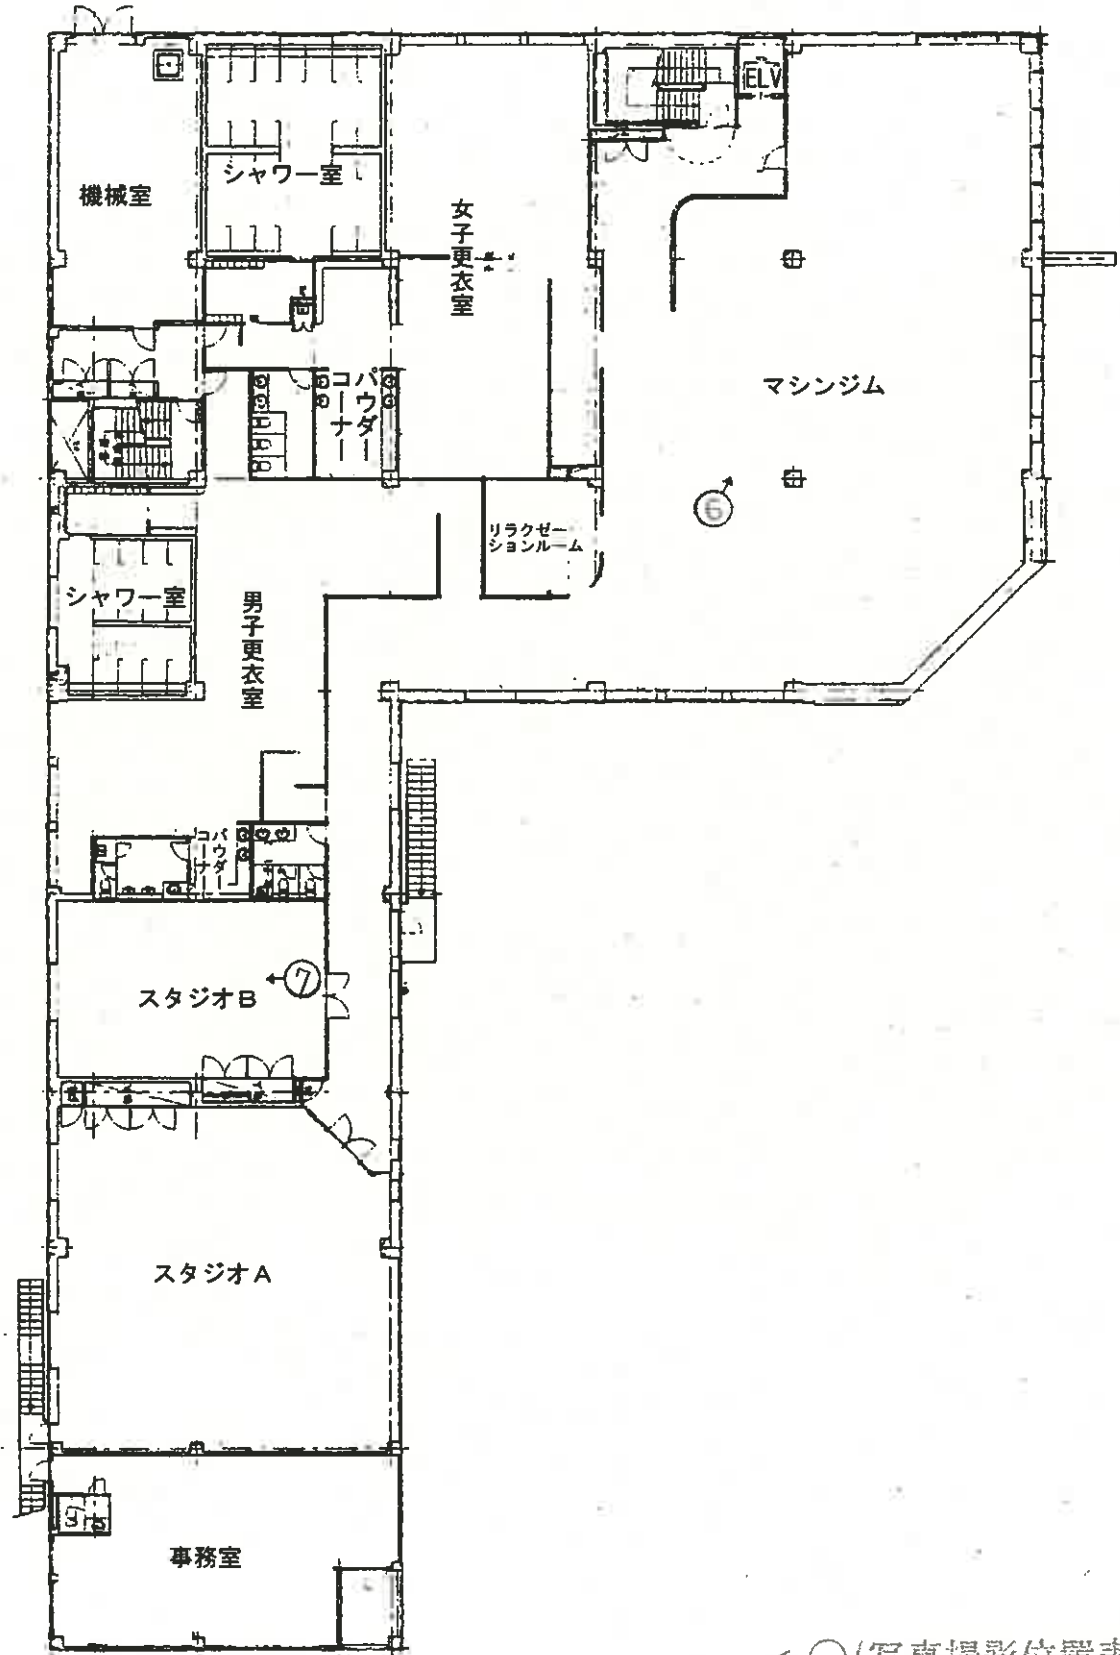 ELV
機械室
シャワー室
女子更衣室
マシンジム
パウダー
コーナー
⑥
リラクゼー
ションルーム
シャワー室
男子更衣室
パウダー
コーナー
⑦
スタジオB
スタジオA
事務室